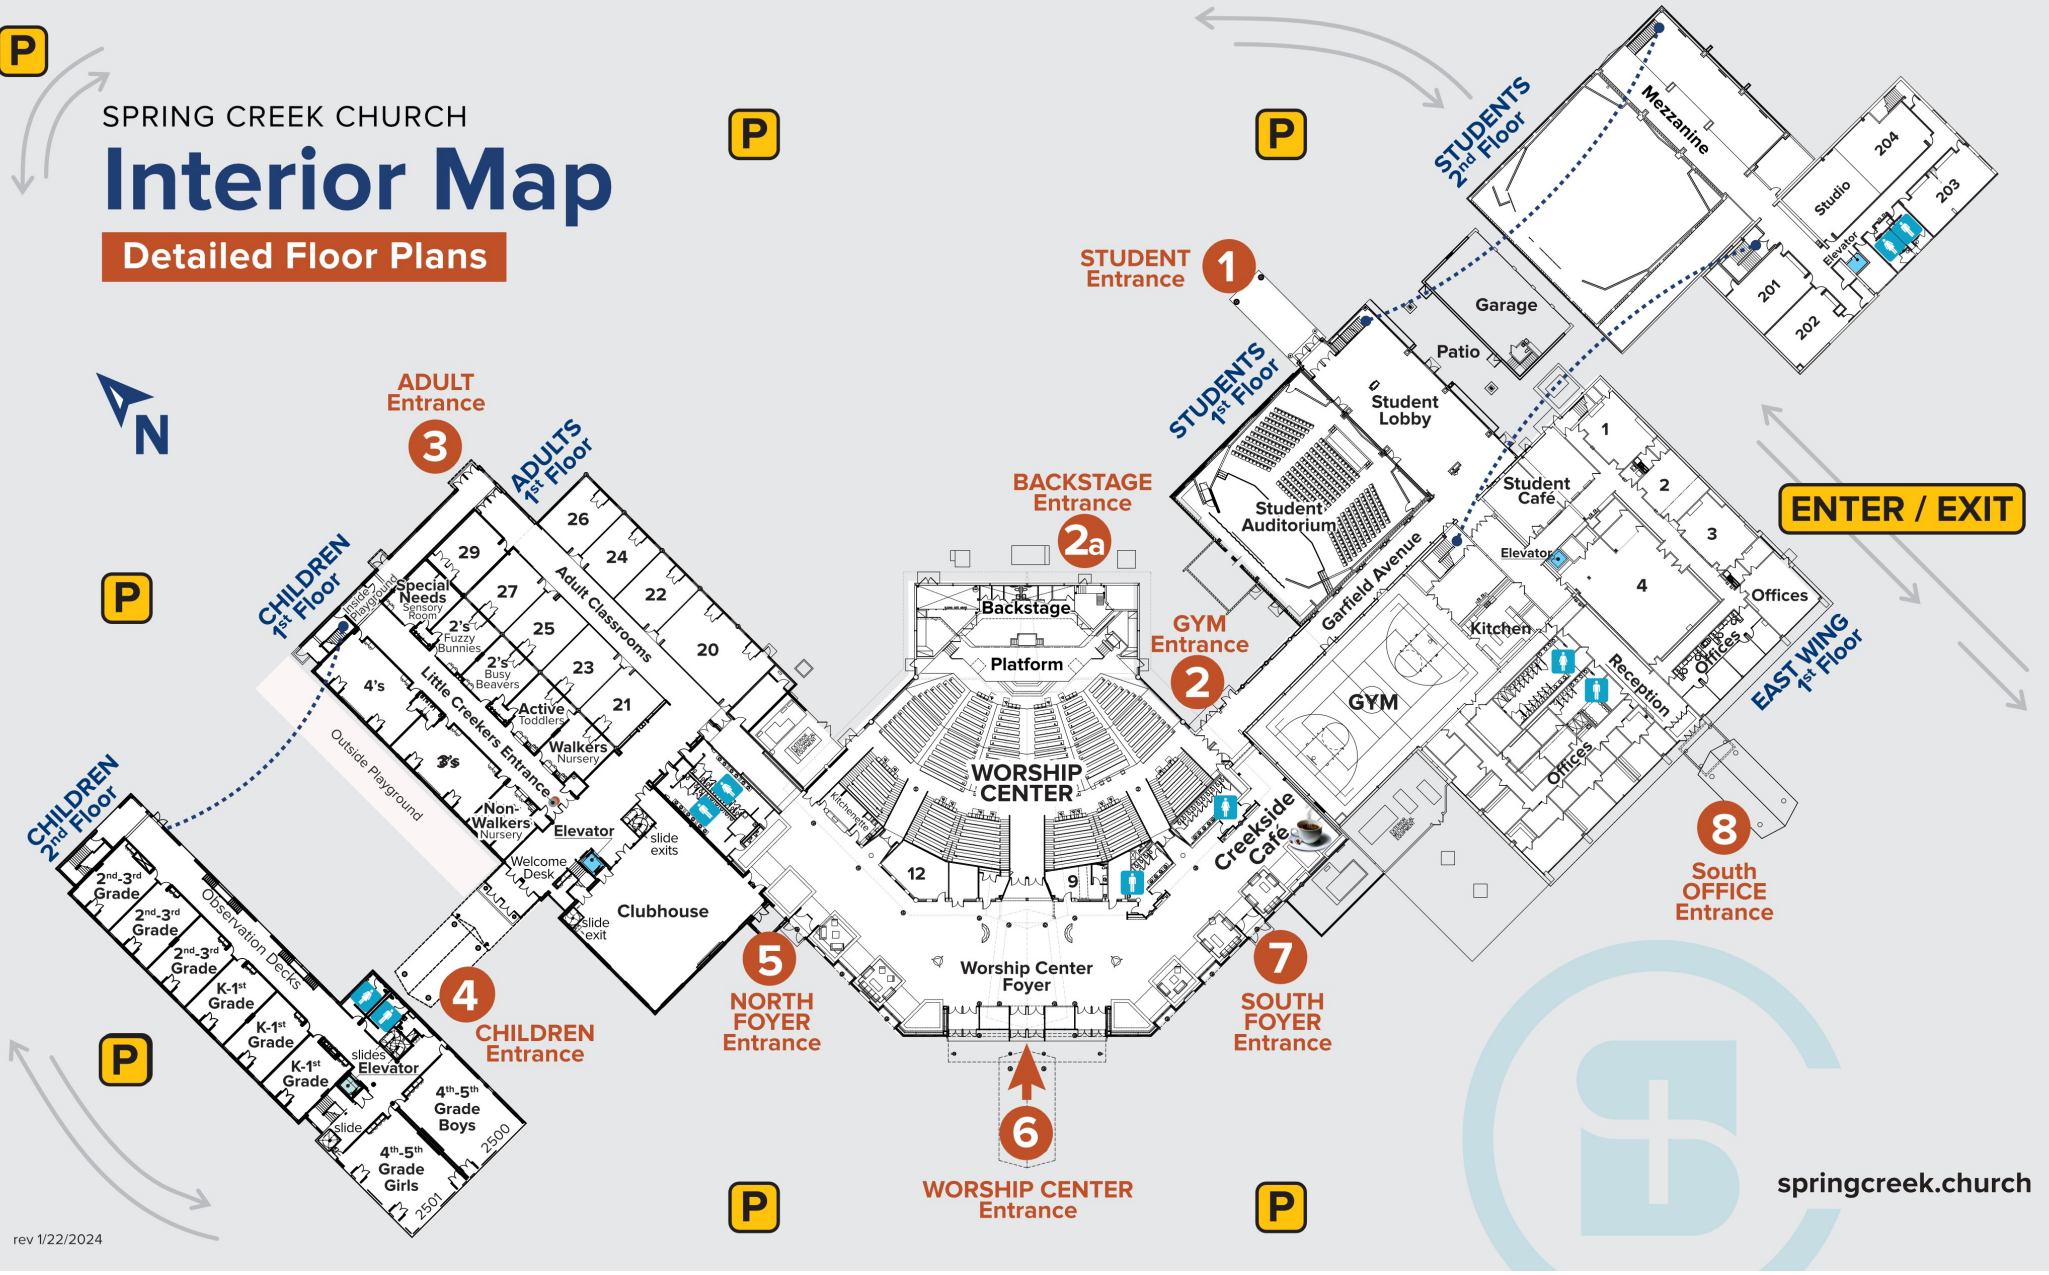 P
SPRING CREEK CHURCH
Interior Map
Detailed Floor Plans
N
P
P
STUDENTS
2nd Floor
Mezzanine
204
Studio
203
Elevator
201
202
STUDENT
Entrance
1
Garage
Patio
STUDENTS
1st Floor
Student
Lobby
Student
Auditorium
Garfield Avenue
Student
Café
Elevator
1
2
3
4
Kitchen
Offices
Offices
Reception
Offices
EAST WING
1st Floor
ENTER / EXIT
ADULT
Entrance
3
ADULTS
1st Floor
26
24
22
20
Adult Classrooms
29
27
25
23
21
CHILDREN
1st Floor
Inside
Playground
Special
Needs
Sensory
Room
2's
Fuzzy
Bunnies
2's
Busy
Beavers
Active
Toddlers
Walkers
Nursery
Little Creekers Entrance
4's
3's
Non-
Walkers
Nursery
Outside Playground
Elevator
Welcome
Desk
slide
exits
slide
exit
Clubhouse
P
BACKSTAGE
Entrance
2a
Backstage
Platform
GYM
Entrance
2
GYM
WORSHIP
CENTER
Kitchenette
12
9
Creekside
Café
Worship Center
Foyer
8
South
OFFICE
Entrance
CHILDREN
2nd Floor
2nd-3rd
Grade
2nd-3rd
Grade
2nd-3rd
Grade
K-1st
Grade
K-1st
Grade
K-1st
Grade
Observation Decks
slides
Elevator
slide
4th-5th
Grade
Boys
2500
4th-5th
Grade
Girls
2501
4
CHILDREN
Entrance
5
NORTH
FOYER
Entrance
7
SOUTH
FOYER
Entrance
6
WORSHIP CENTER
Entrance
P
P
P
springcreek.church
rev 1/22/2024